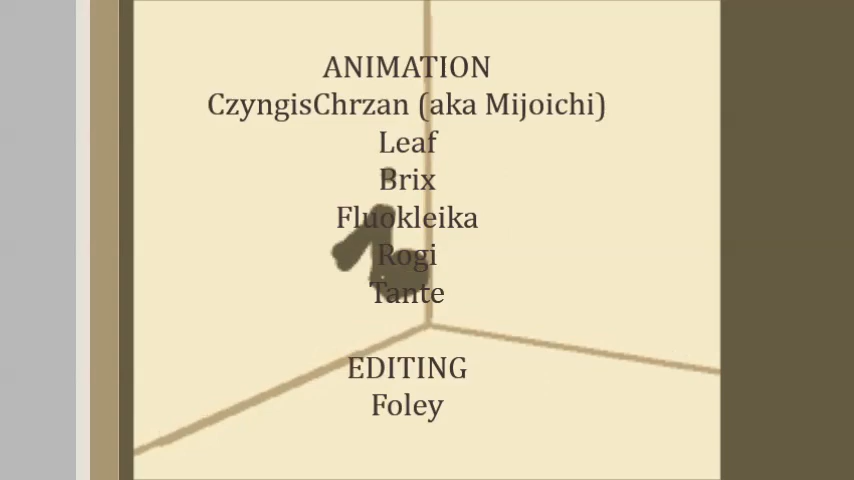 ANIMATION
CzyngisChrzan (aka Mijoichi)
Leaf
Brix
Fluokleika
Rogi
Tante
EDITING
Foley